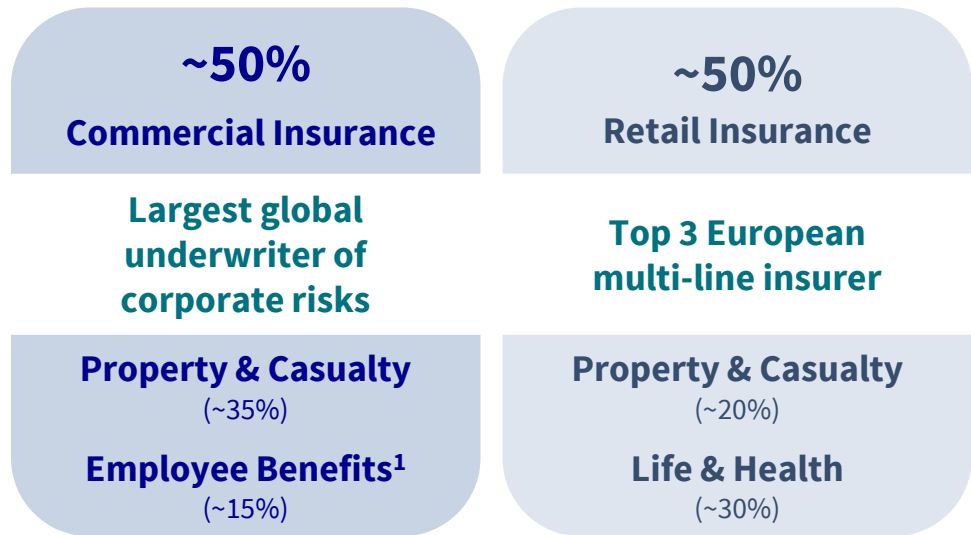 ~50%
Commercial Insurance
Largest global
underwriter of
corporate risks
Property & Casualty
(~35%)
Employee Benefits¹
(~15%)
~50%
Retail Insurance
Top 3 European
multi-line insurer
Property & Casualty
(~20%)
Life & Health
(~30%)